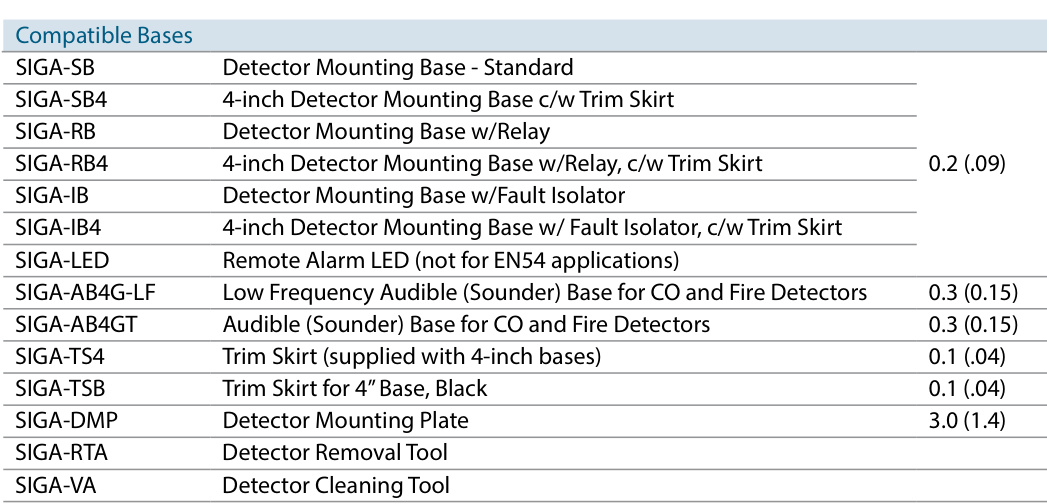 Compatible Bases
SIGA-SB Detector Mounting Base - Standard
SIGA-SB4 4-inch Detector Mounting Base c/w Trim Skirt
SIGA-RB Detector Mounting Base w/Relay
SIGA-RB4 4-inch Detector Mounting Base w/Relay, c/w Trim Skirt 0.2 (.09)
SIGA-IB Detector Mounting Base w/Fault Isolator
SIGA-IB4 4-inch Detector Mounting Base w/ Fault Isolator, c/w Trim Skirt
SIGA-LED Remote Alarm LED (not for EN54 applications)
SIGA-AB4G-LF Low Frequency Audible (Sounder) Base for CO and Fire Detectors 0.3 (0.15)
SIGA-AB4GT Audible (Sounder) Base for CO and Fire Detectors 0.3 (0.15)
SIGA-TS4 Trim Skirt (supplied with 4-inch bases) 0.1 (.04)
SIGA-TSB Trim Skirt for 4” Base, Black 0.1 (.04)
SIGA-DMP Detector Mounting Plate 3.0 (1.4)
SIGA-RTA Detector Removal Tool
SIGA-VA Detector Cleaning Tool